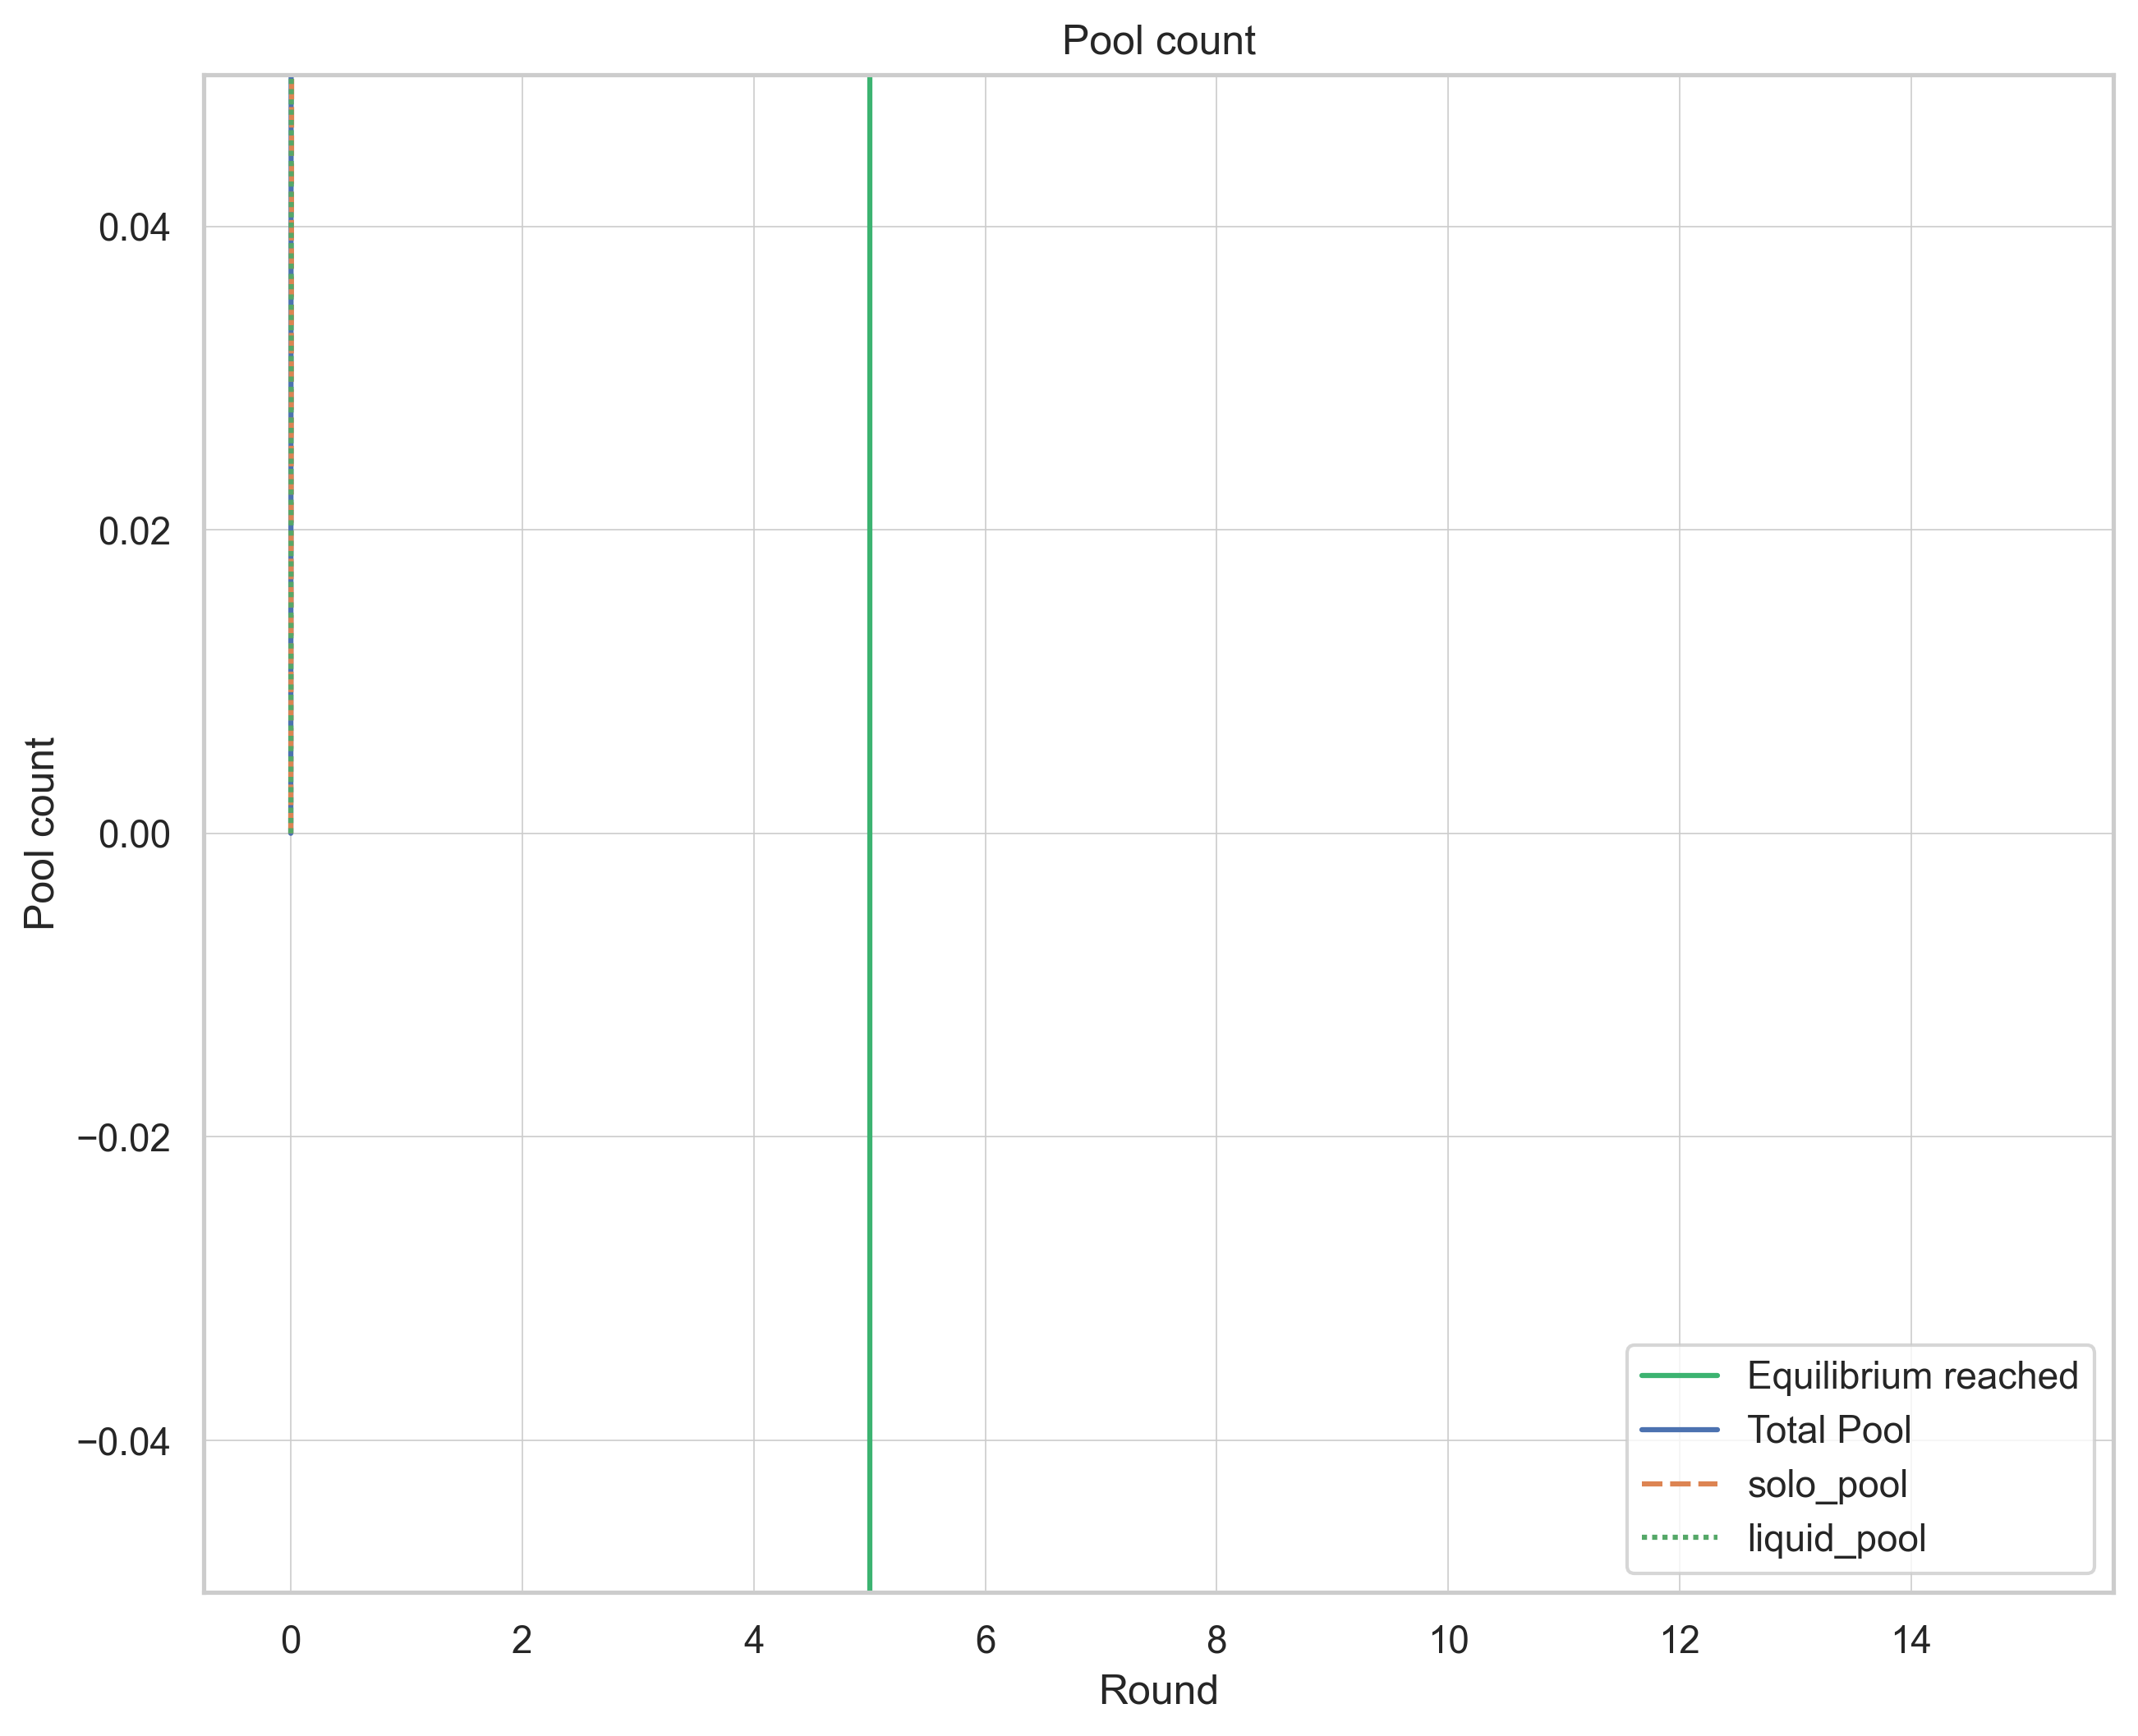 Pool count
0.04
0.02
0.00
−0.02
−0.04
Pool count
Equilibrium reached
Total Pool
solo_pool
liquid_pool
0 2 4 6 8 10 12 14
Round